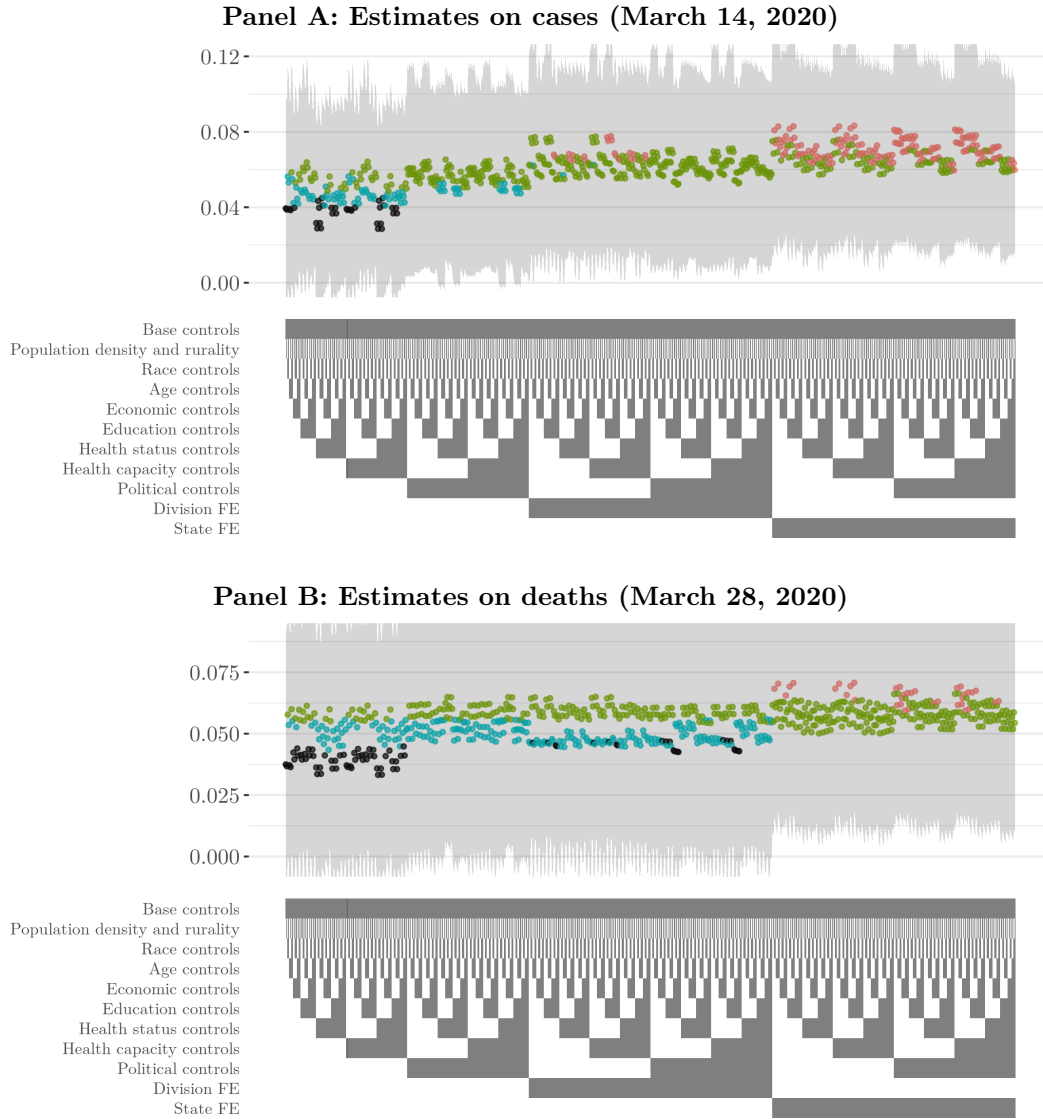 Panel A: Estimates on cases (March 14, 2020)
0.12
0.08
0.04
0.00
Base controls
Population density and rurality
Race controls
Age controls
Economic controls
Education controls
Health status controls
Health capacity controls
Political controls
Division FE
State FE
Panel B: Estimates on deaths (March 28, 2020)
0.075
0.050
0.025
0.000
Base controls
Population density and rurality
Race controls
Age controls
Economic controls
Education controls
Health status controls
Health capacity controls
Political controls
Division FE
State FE